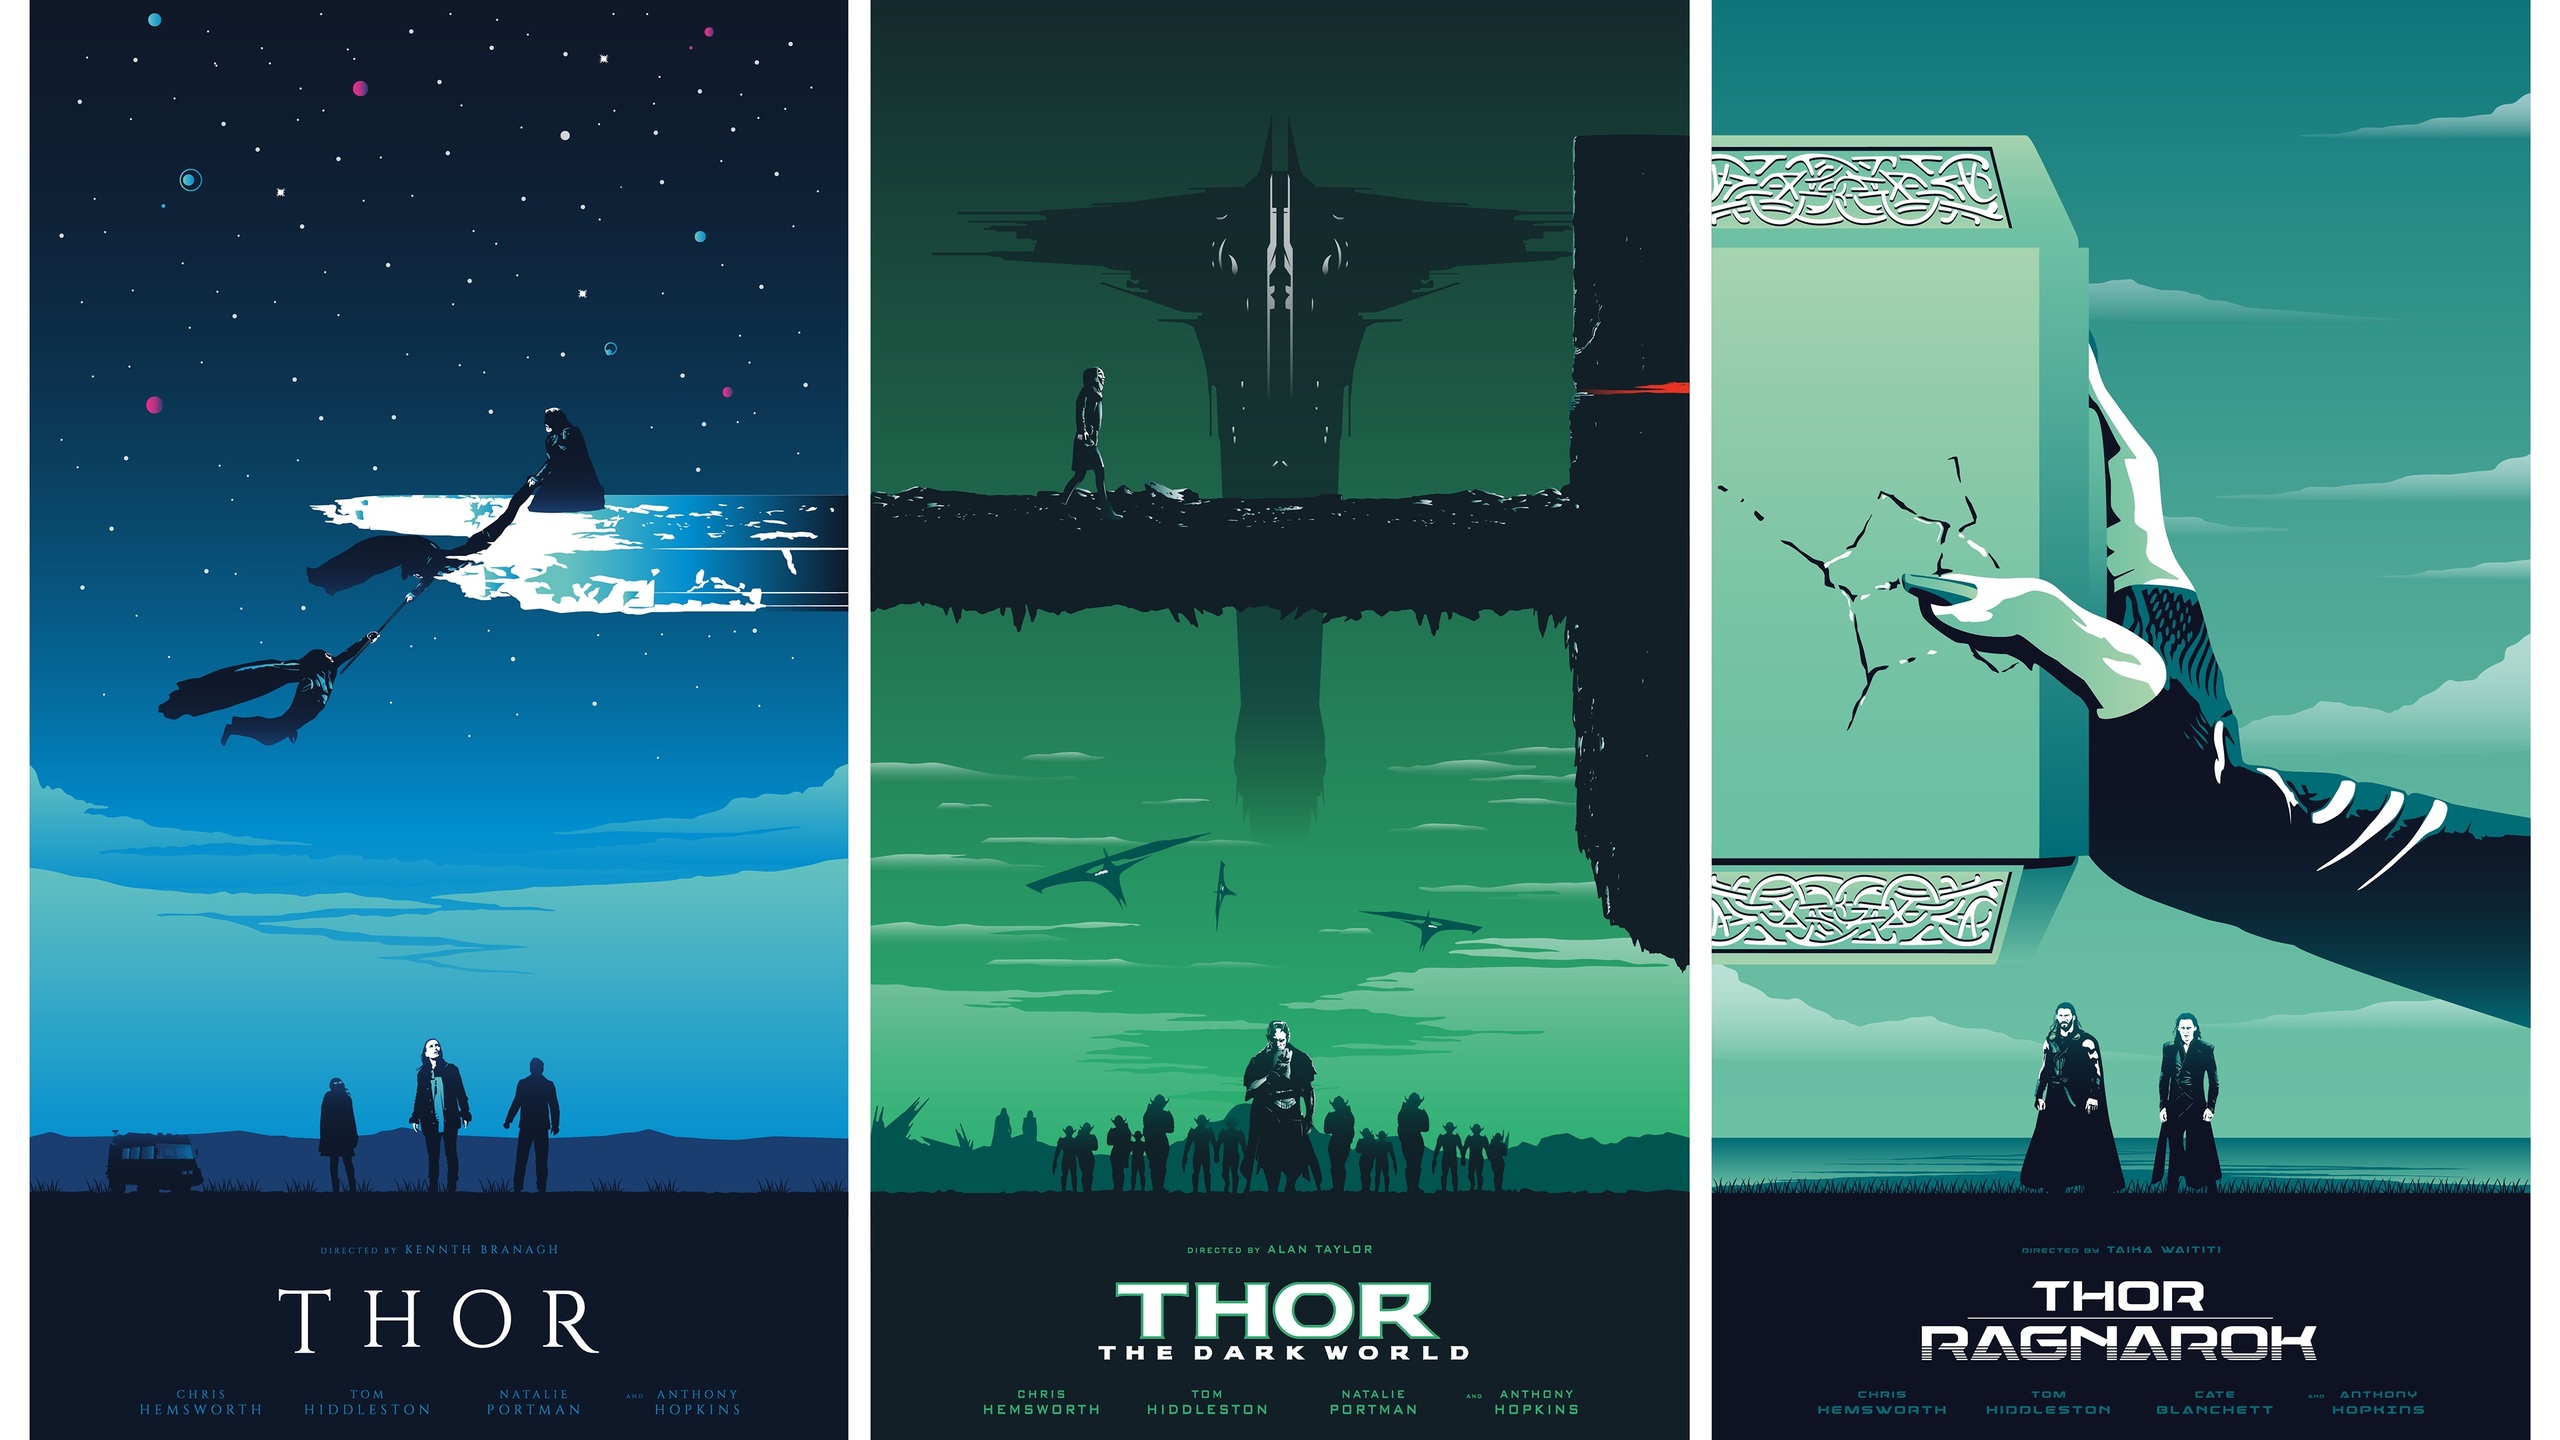 DIRECTED BY KENNTH BRANAGH
THOR
CHRIS HEMSWORTH
TOM HIDDLESTON
NATALIE PORTMAN
AND ANTHONY HOPKINS
DIRECTED BY ALAN TAYLOR
THOR
THE DARK WORLD
CHRIS HEMSWORTH
TOM HIDDLESTON
NATALIE PORTMAN
AND ANTHONY HOPKINS
DIRECTED BY TAIKA WAITITI
THOR
RAGNAROK
CHRIS HEMSWORTH
TOM HIDDLESTON
CATE BLANCHETT
AND ANTHONY HOPKINS